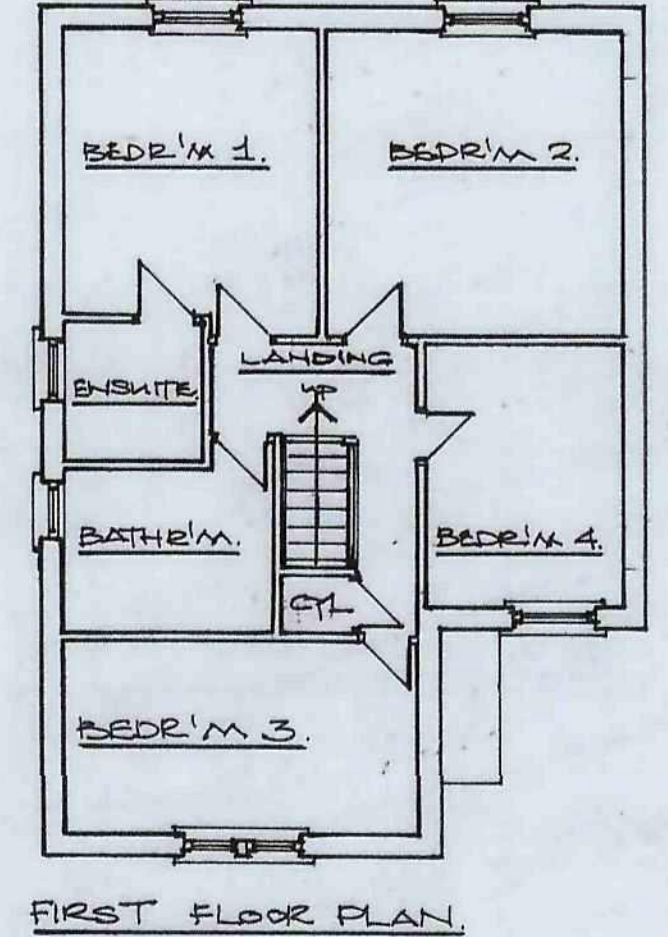 BEDR'M 1.
BEDR'M 2.
LANDING
UP
ENSUITE
BATHR'M.
BEDR'M 4.
CYL
BEDR'M 3.
FIRST FLOOR PLAN.